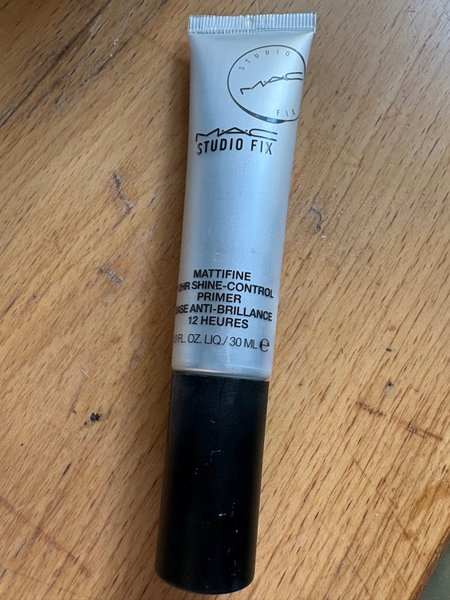 STUDIO
MAC
FIX
MAC
STUDIO FIX
MATTIFINE
HR SHINE-CONTROL
PRIMER
ANTI-BRILLANCE
12 HEURES
FL. OZ. LIQ./30 ML e